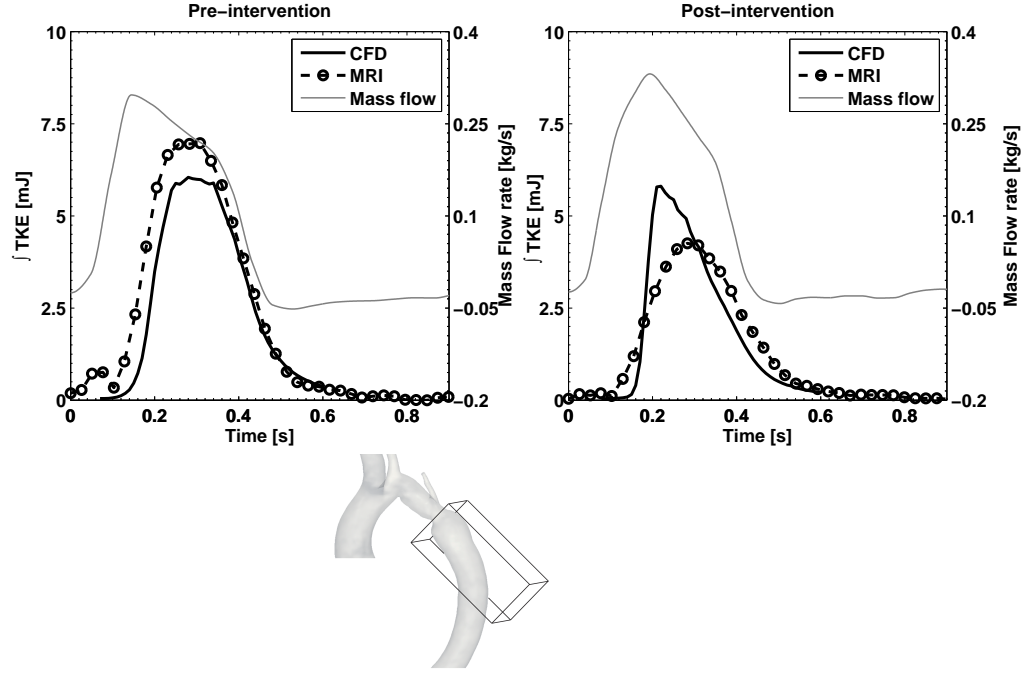 Pre−intervention
10
7.5
5
2.5
0
∫ TKE [mJ]
0.4
0.25
0.1
−0.05
−0.2
Mass Flow rate [kg/s]
CFD
MRI
Mass flow
0
0.2
0.4
0.6
0.8
Time [s]
Post−intervention
10
7.5
5
2.5
0
∫ TKE [mJ]
0.4
0.25
0.1
−0.05
−0.2
Mass Flow rate [kg/s]
CFD
MRI
Mass flow
0
0.2
0.4
0.6
0.8
Time [s]